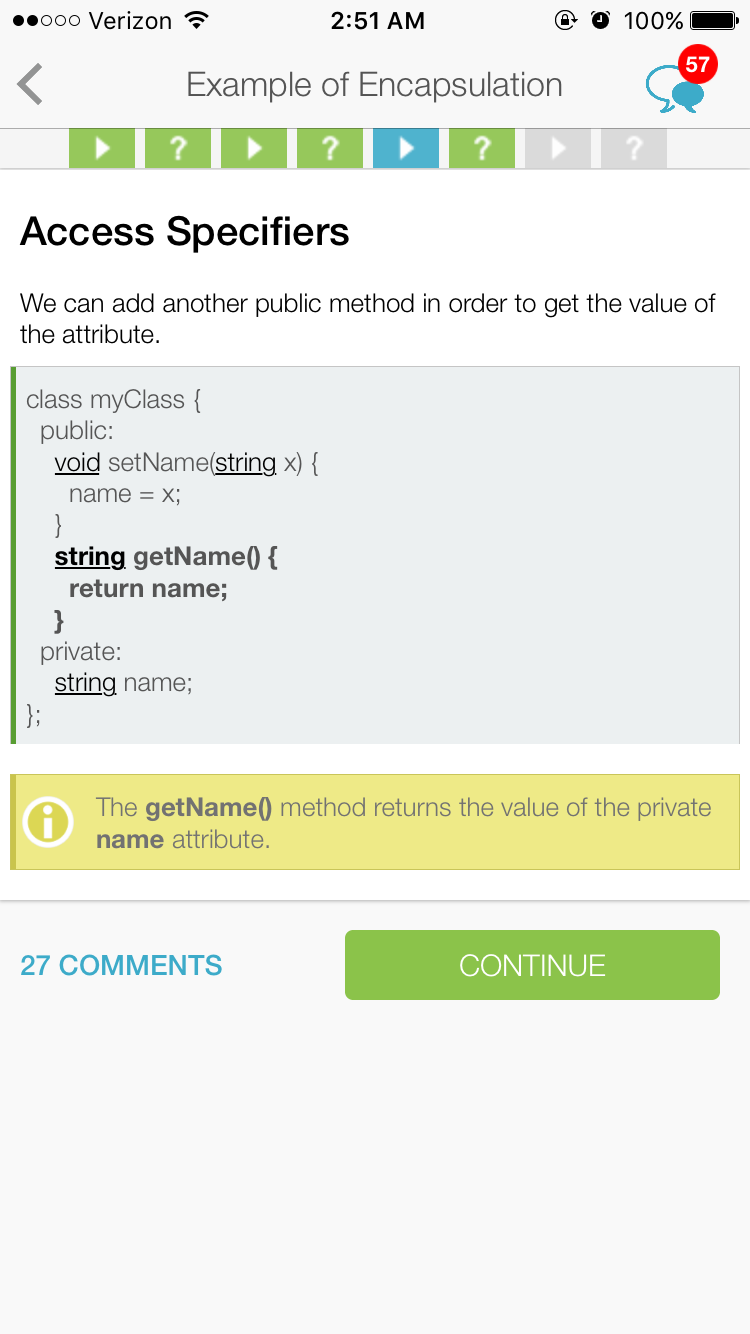 Verizon 2:51 AM 100%
Example of Encapsulation 57
? ? ? ?
Access Specifiers
We can add another public method in order to get the value of
the attribute.
class myClass {
public:
void setName(string x) {
name = x;
}
string getName() {
return name;
}
private:
string name;
};
i The getName() method returns the value of the private
name attribute.
27 COMMENTS CONTINUE